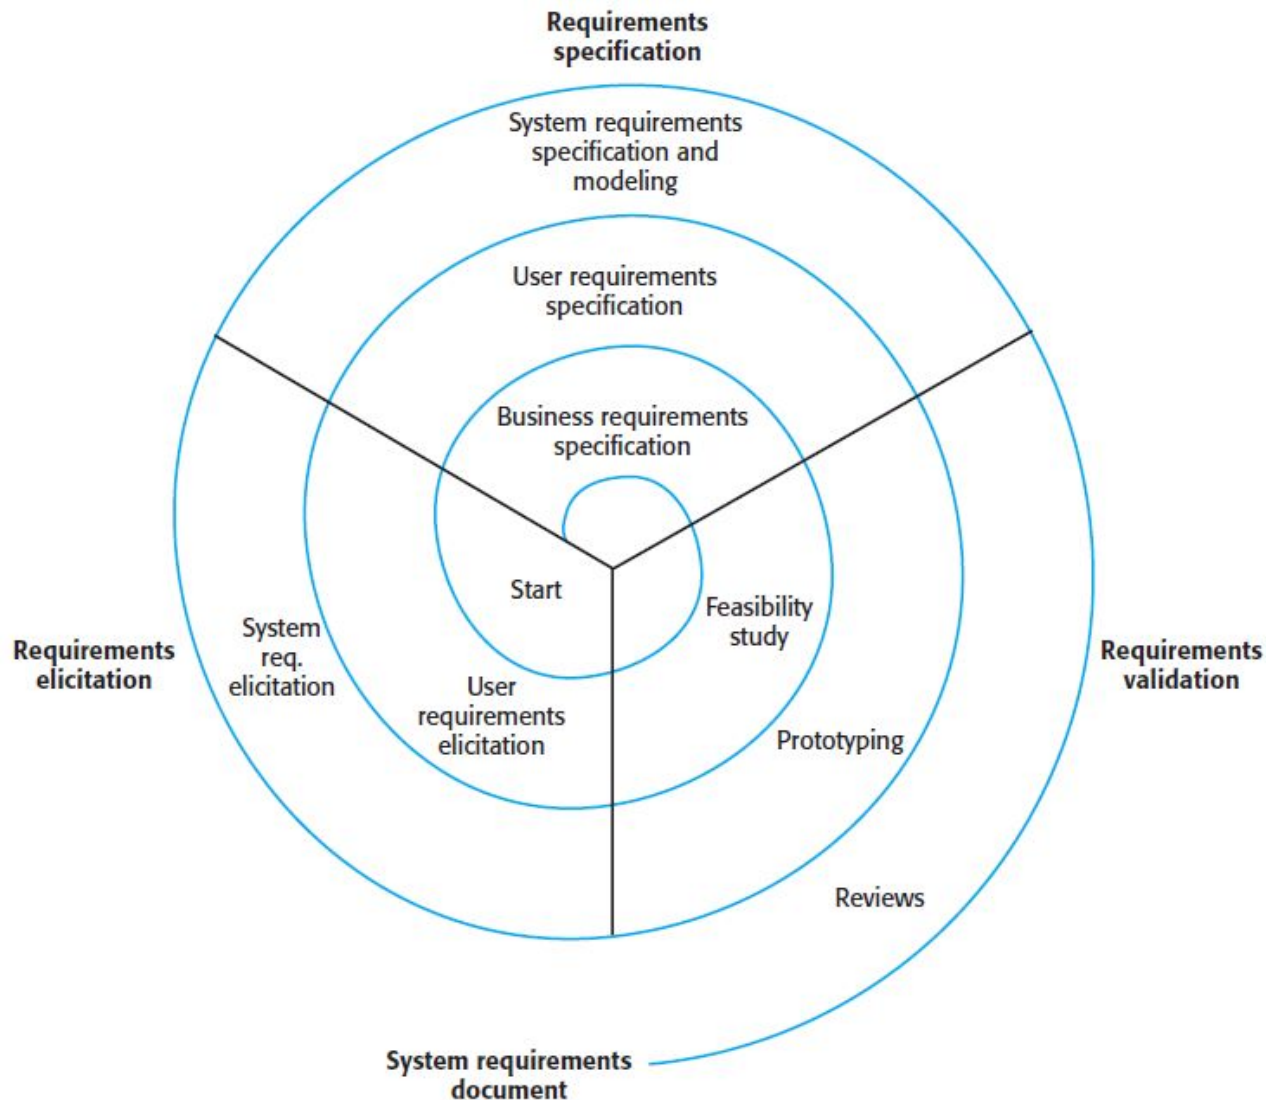 Requirements
specification
System requirements
specification and
modeling
User requirements
specification
Business requirements
specification
Start
Feasibility
study
System
req.
elicitation
Requirements
elicitation
Requirements
validation
User
requirements
elicitation
Prototyping
Reviews
System requirements
document